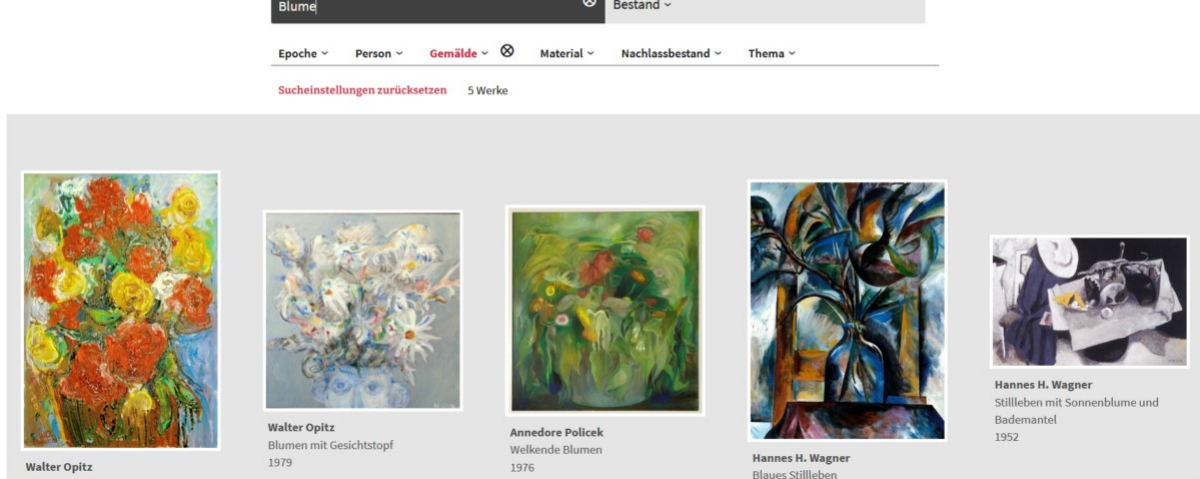 Blume
Bestand
Epoche Person Gemälde Material Nachlassbestand Thema
Sucheinstellungen zurücksetzen 5 Werke
Walter Opitz
Walter Opitz
Blumen mit Gesichtstopf
1979
Annedore Policek
Welkende Blumen
1976
Hannes H. Wagner
Blaues Stillleben
Hannes H. Wagner
Stillleben mit Sonnenblume und
Bademantel
1952